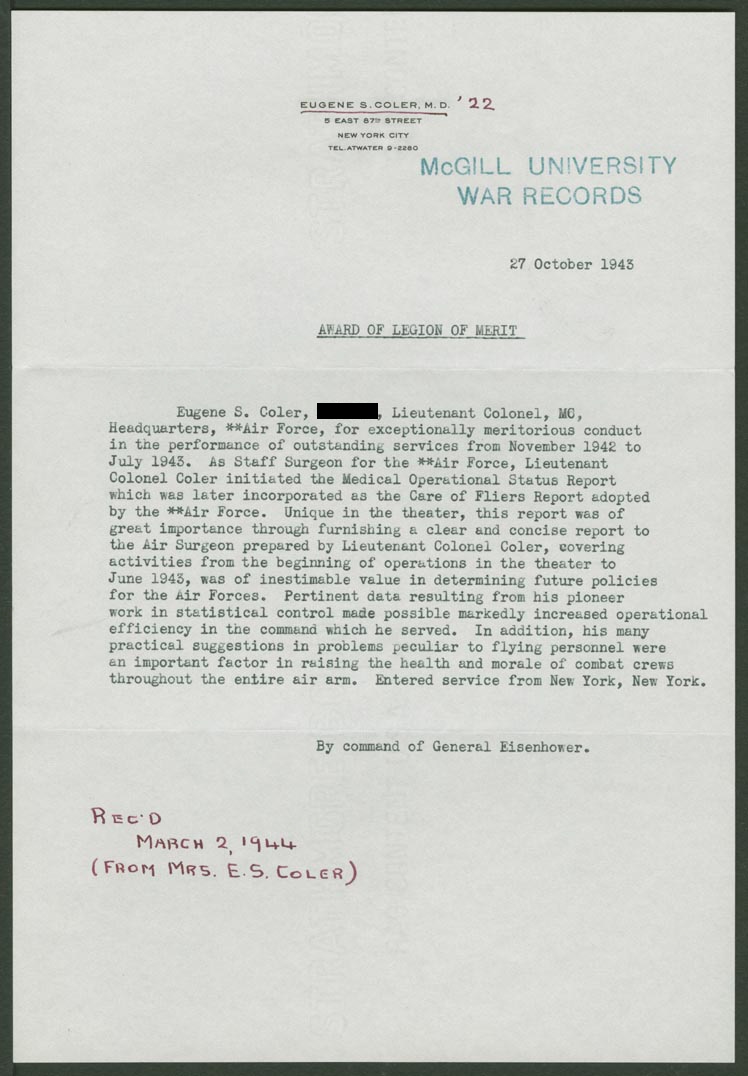 EUGENE S. COLER, M. D. '22
5 EAST 87TH STREET
NEW YORK CITY
TEL. ATWATER 9-2280
McGILL UNIVERSITY
WAR RECORDS
27 October 1943
AWARD OF LEGION OF MERIT
Eugene S. Coler, , Lieutenant Colonel, MC,
Headquarters, **Air Force, for exceptionally meritorious conduct
in the performance of outstanding services from November 1942 to
July 1943. As Staff Surgeon for the **Air Force, Lieutenant
Colonel Coler initiated the Medical Operational Status Report
which was later incorporated as the Care of Fliers Report adopted
by the **Air Force. Unique in the theater, this report was of
great importance through furnishing a clear and concise report to
the Air Surgeon prepared by Lieutenant Colonel Coler, covering
activities from the beginning of operations in the theater to
June 1943, was of inestimable value in determining future policies
for the Air Forces. Pertinent data resulting from his pioneer
work in statistical control made possible markedly increased operational
efficiency in the command which he served. In addition, his many
practical suggestions in problems peculiar to flying personnel were
an important factor in raising the health and morale of combat crews
throughout the entire air arm. Entered service from New York, New York.
By command of General Eisenhower.
REC'D
MARCH 2, 1944
(FROM MRS. E.S. COLER)